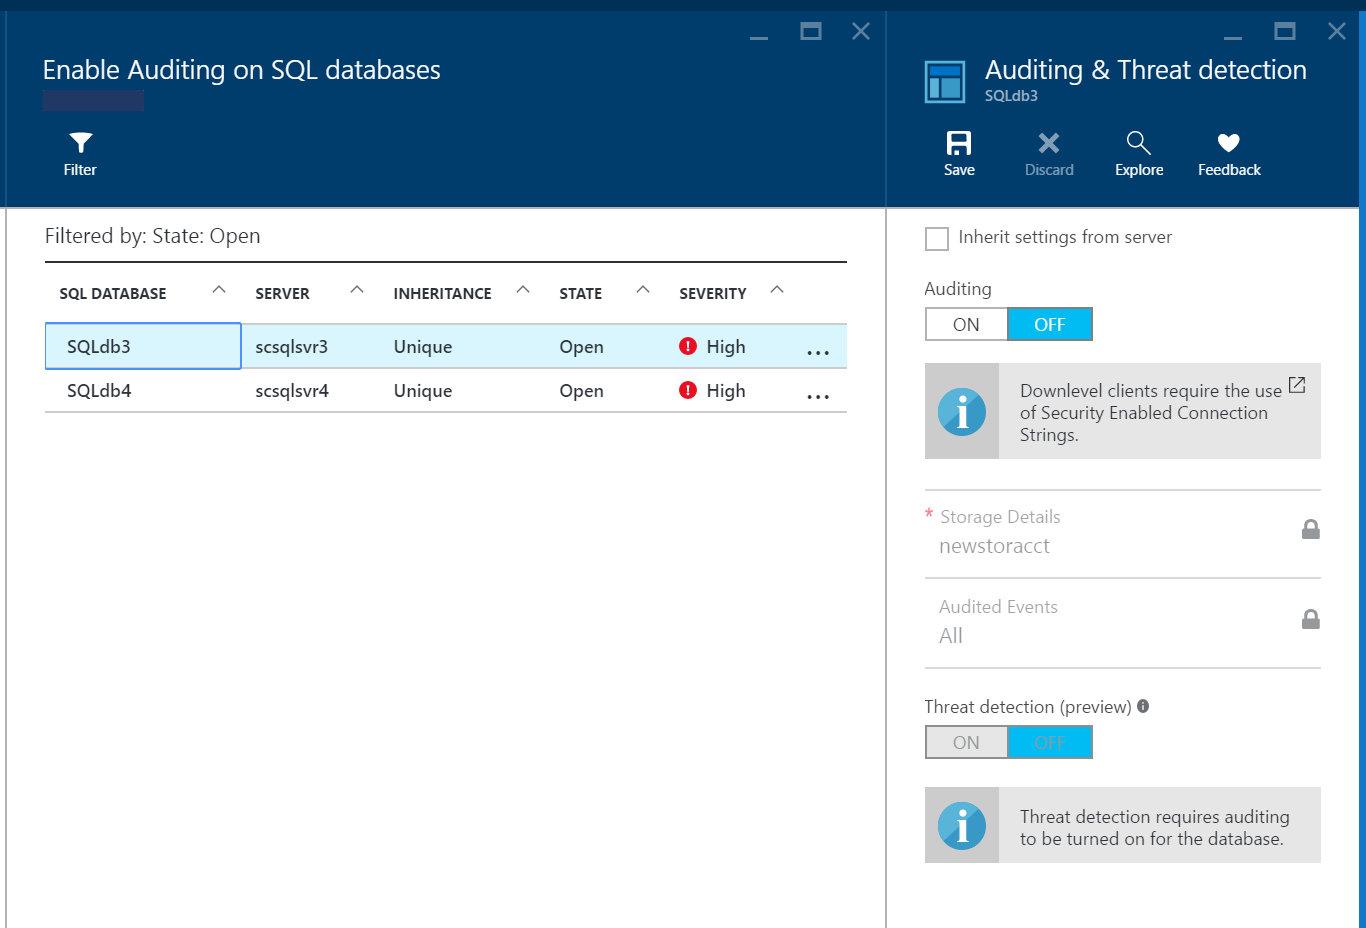 Enable Auditing on SQL databases
Filter
Filtered by: State: Open
SQL DATABASE SERVER INHERITANCE STATE SEVERITY
SQLdb3 scsqlsvr3 Unique Open ! High ...
SQLdb4 scsqlsvr4 Unique Open ! High ...
Auditing & Threat detection
SQLdb3
Save Discard Explore Feedback
Inherit settings from server
Auditing
ON OFF
i
Downlevel clients require the use
of Security Enabled Connection
Strings.
* Storage Details
newstoracct
Audited Events
All
Threat detection (preview) i
ON OFF
i
Threat detection requires auditing
to be turned on for the database.